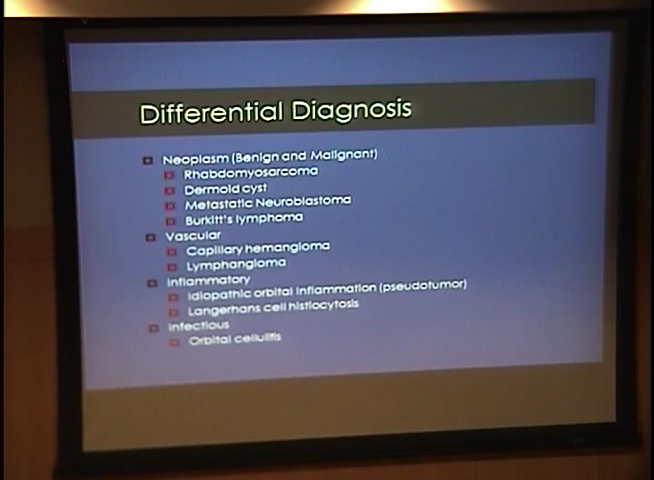 Differential Diagnosis
Neoplasm (Benign and Malignant)
Rhabdomyosarcoma
Dermoid cyst
Metastatic Neuroblastoma
Burkitt's lymphoma
Vascular
Capillary hemangioma
Lymphangioma
Inflammatory
Idiopathic orbital inflammation (pseudotumor)
Langerhans cell histiocytosis
Infectious
Orbital cellulitis